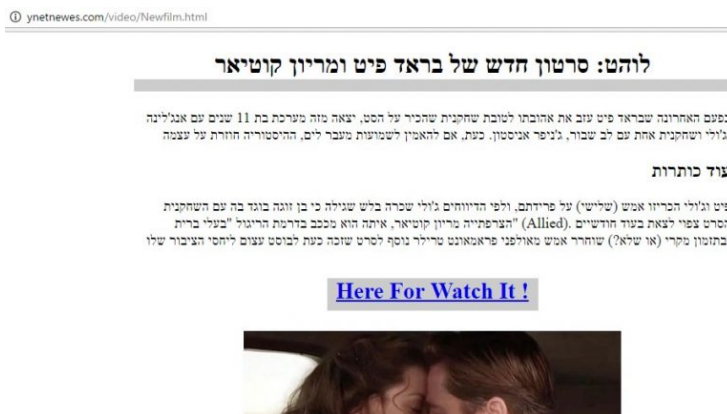 ynetnewes.com/video/Newfilm.html
לוהט: סרטון חדש של בראד פיט ומריון קוטיאר
בפעם האחרונה שבראד פיט עזב את אהובתו לטובת שחקנית שהכיר על הסט, יצאה מזה מערכת בת 11 שנים עם אנג'לינה
ג'ולי ושחקנית אחת עם לב שבור, ג'ניפר אניסטון. כעת, אם להאמין לשמועות מעבר לים, ההיסטוריה חוזרת על עצמה
עוד כותרות
פיט וג'ולי הכריזו אמש (שלישי) על פרידתם, ולפי הדיווחים ג'ולי שכרה בלש שגילה כי בן זוגה בוגד בה עם השחקנית
הסרט צפוי לצאת בעוד חודשיים .(Allied) "הצרפתייה מריון קוטיאר, איתה הוא מככב בדרמת הריגול "בעלי ברית
בתזמון מקרי (או שלא?) שוחרר אמש מאולפני פראמאונט טריילר נוסף לסרט שזכה כעת לבוסט עצום ליחסי הציבור שלו
Here For Watch It !